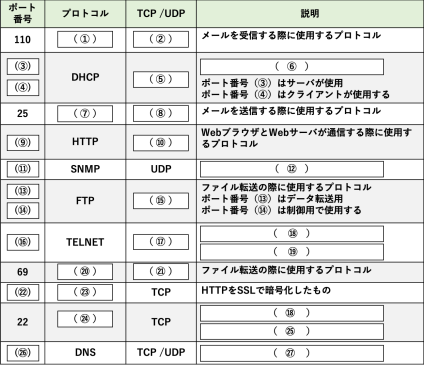 ポート
番号
プロトコル
TCP /UDP
説明
110
(①)
(②)
メールを受信する際に使用するプロトコル
(③)
(④)
DHCP
(⑤)
( ⑥ )
ポート番号（③）はサーバが使用
ポート番号（④）はクライアントが使用する
25
(⑦)
(⑧)
メールを送信する際に使用するプロトコル
(⑨)
HTTP
(⑩)
WebブラウザとWebサーバが通信する際に使用す
るプロトコル
(⑪)
SNMP
UDP
( ⑫ )
(⑬)
(⑭)
FTP
(⑮)
ファイル転送の際に使用するプロトコル
ポート番号（⑬）はデータ転送用
ポート番号（⑭）は制御用で使用する
(⑯)
TELNET
(⑰)
( ⑱ )
( ⑲ )
69
(⑳)
(㉑)
ファイル転送の際に使用するプロトコル
(㉒)
(㉓)
TCP
HTTPをSSLで暗号化したもの
22
(㉔)
TCP
( ⑱ )
( ㉕ )
(㉖)
DNS
TCP /UDP
( ㉗ )